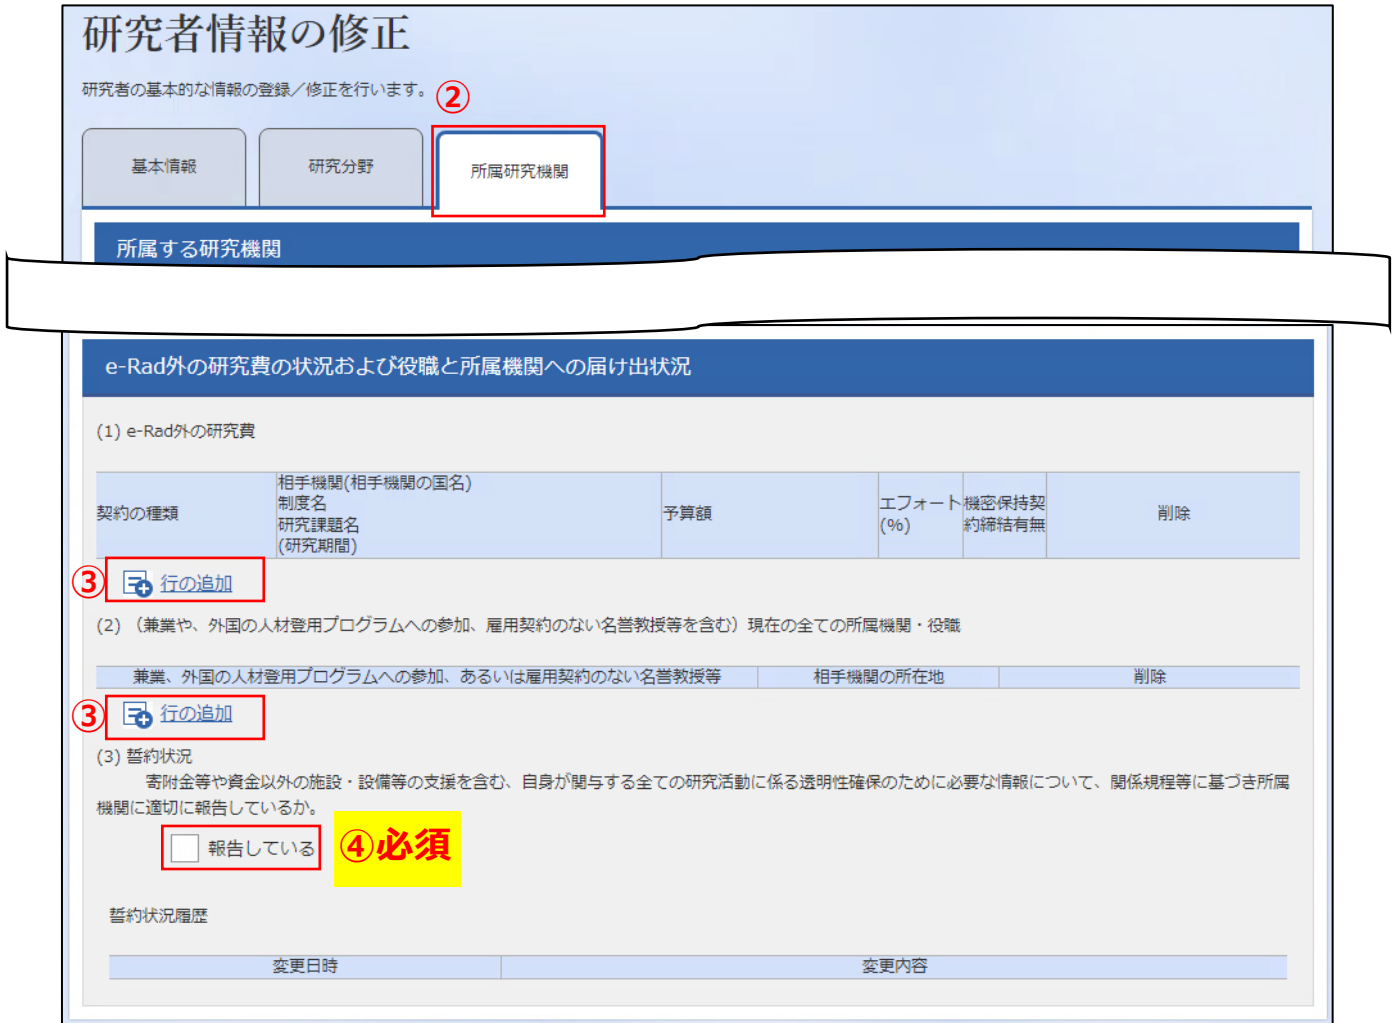 研究者情報の修正
研究者の基本的な情報の登録／修正を行います。
②
基本情報
研究分野
所属研究機関
所属する研究機関
e-Rad外の研究費の状況および役職と所属機関への届け出状況
(1) e-Rad外の研究費
契約の種類
相手機関(相手機関の国名)
制度名
研究課題名
(研究期間)
予算額
エフォート
(%)
機密保持契
約締結有無
削除
③ 行の追加
(2) （兼業や、外国の人材登用プログラムへの参加、雇用契約のない名誉教授等を含む）現在の全ての所属機関・役職
兼業、外国の人材登用プログラムへの参加、あるいは雇用契約のない名誉教授等
相手機関の所在地
削除
③ 行の追加
(3) 誓約状況
寄附金等や資金以外の施設・設備等の支援を含む、自身が関与する全ての研究活動に係る透明性確保のために必要な情報について、関係規程等に基づき所属
機関に適切に報告しているか。
報告している
④必須
誓約状況履歴
変更日時
変更内容